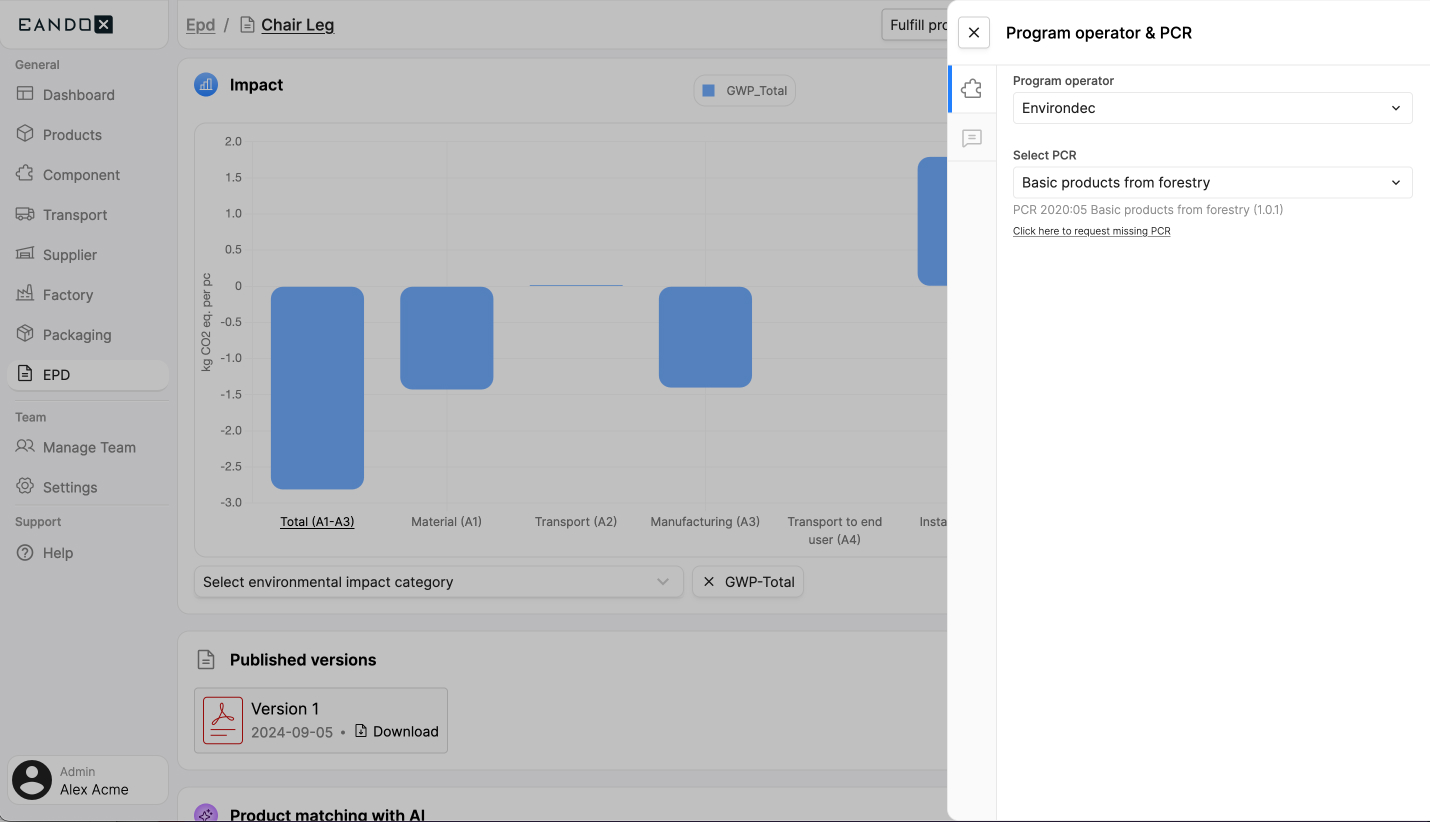 EANDOX
General
Dashboard
Products
Component
Transport
Supplier
Factory
Packaging
EPD
Team
Manage Team
Settings
Support
Help
Admin
Alex Acme
Epd / Chair Leg
Fulfill pro
Impact
GWP_Total
kg CO2 eq. per pc
2.0
1.5
1.0
0.5
0
-0.5
-1.0
-1.5
-2.0
-2.5
-3.0
Total (A1-A3)
Material (A1)
Transport (A2)
Manufacturing (A3)
Transport to end
user (A4)
Insta
Select environmental impact category
GWP-Total
Published versions
Version 1
2024-09-05 • Download
Product matching with AI
Program operator & PCR
Program operator
Environdec
Select PCR
Basic products from forestry
PCR 2020:05 Basic products from forestry (1.0.1)
Click here to request missing PCR